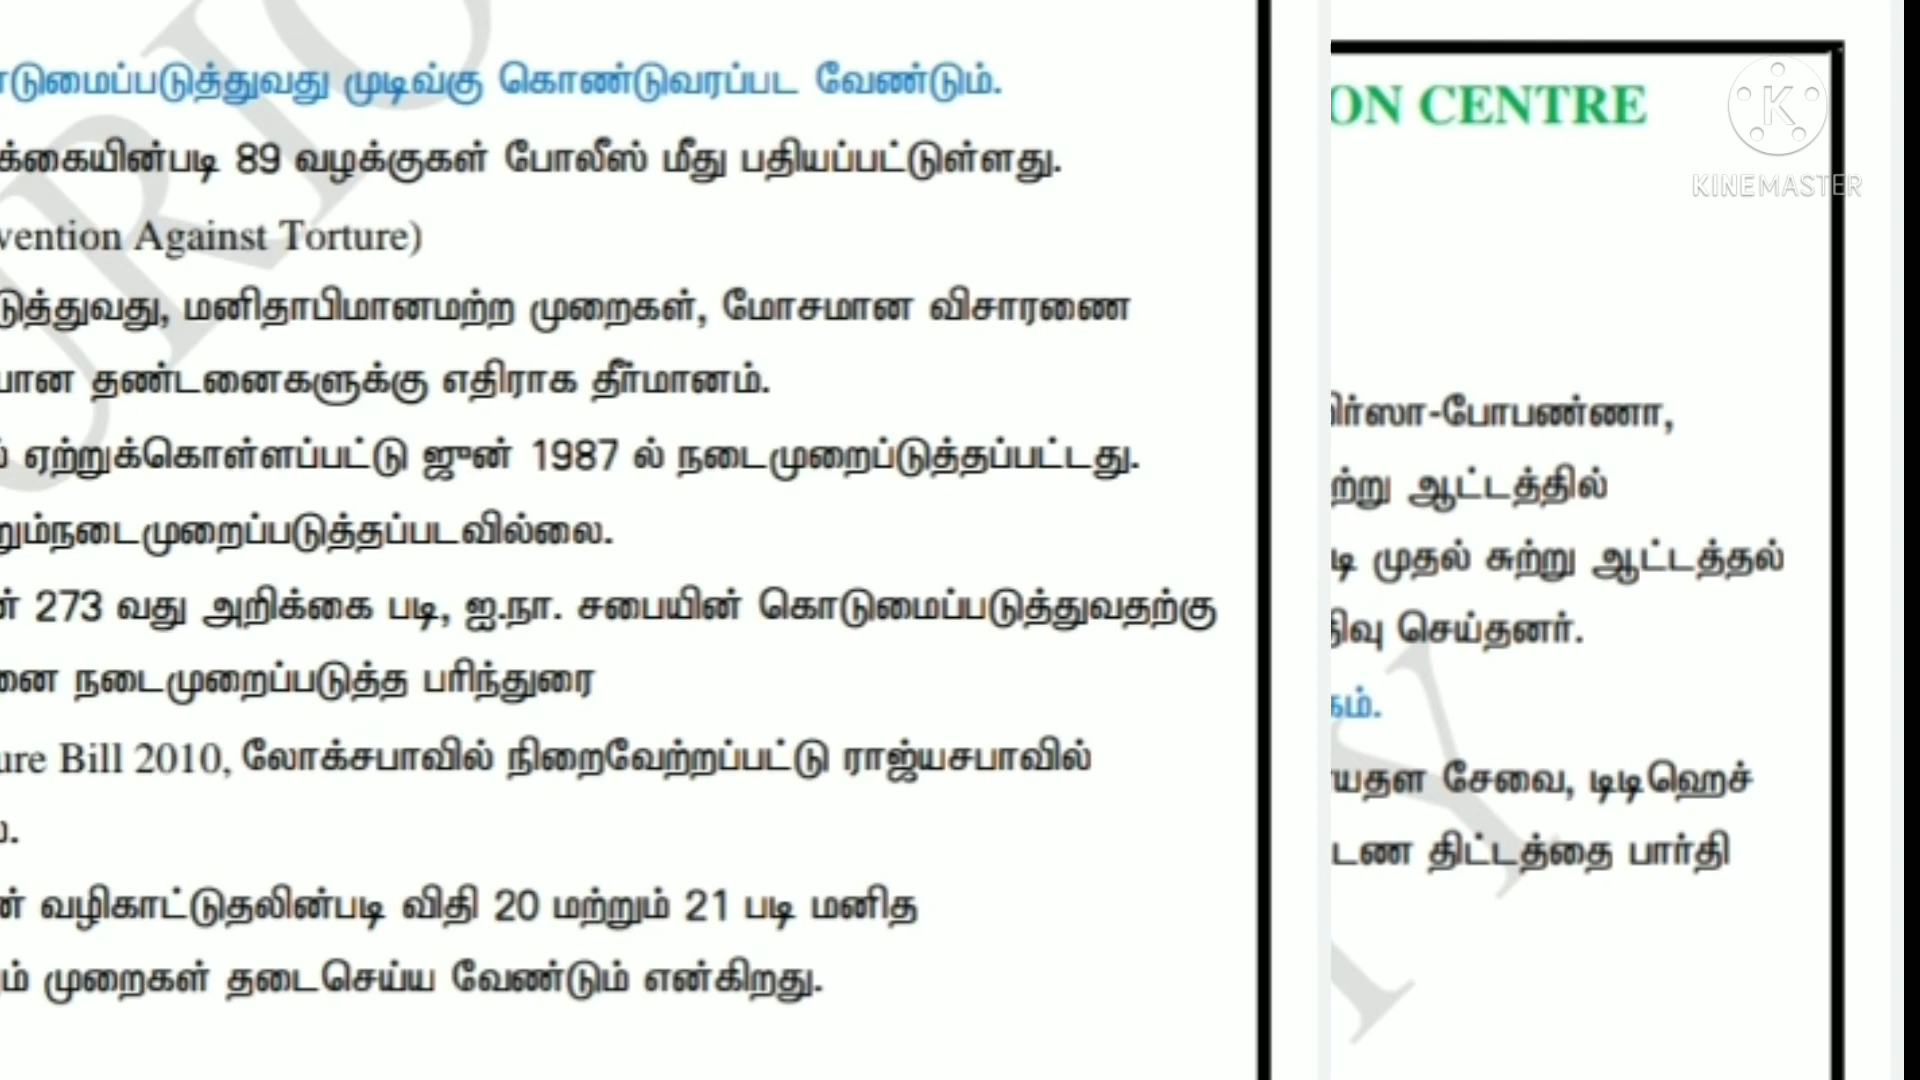 டுமைப்படுத்துவது முடிவ்கு கொண்டுவரப்பட வேண்டும்.
க்கையின்படி 89 வழக்குகள் போலீஸ் மீது பதியப்பட்டுள்ளது.
vention Against Torture)
டுத்துவது, மனிதாபிமானமற்ற முறைகள், மோசமான விசாரணை
யான தண்டனைகளுக்கு எதிராக தீர்மானம்.
ஏற்றுக்கொள்ளப்பட்டு ஜுன் 1987 ல் நடைமுறைப்டுத்தப்பட்டது.
றும்நடைமுறைப்படுத்தப்படவில்லை.
ன் 273 வது அறிக்கை படி, ஐ.நா. சபையின் கொடுமைப்படுத்துவதற்கு
னை நடைமுறைப்படுத்த பரிந்துரை
ure Bill 2010, லோக்சபாவில் நிறைவேற்றப்பட்டு ராஜ்யசபாவில்
ன் வழிகாட்டுதலின்படி விதி 20 மற்றும் 21 படி மனித
ம் முறைகள் தடைசெய்ய வேண்டும் என்கிறது.
ON CENTRE
KINEMASTER
ிர்ஸா-போபண்ணா,
ற்று ஆட்டத்தில்
டி முதல் சுற்று ஆட்டத்தல்
திவு செய்தனர்.
கம்.
யதள சேவை, டிடிஹெச்
டண திட்டத்தை பார்தி